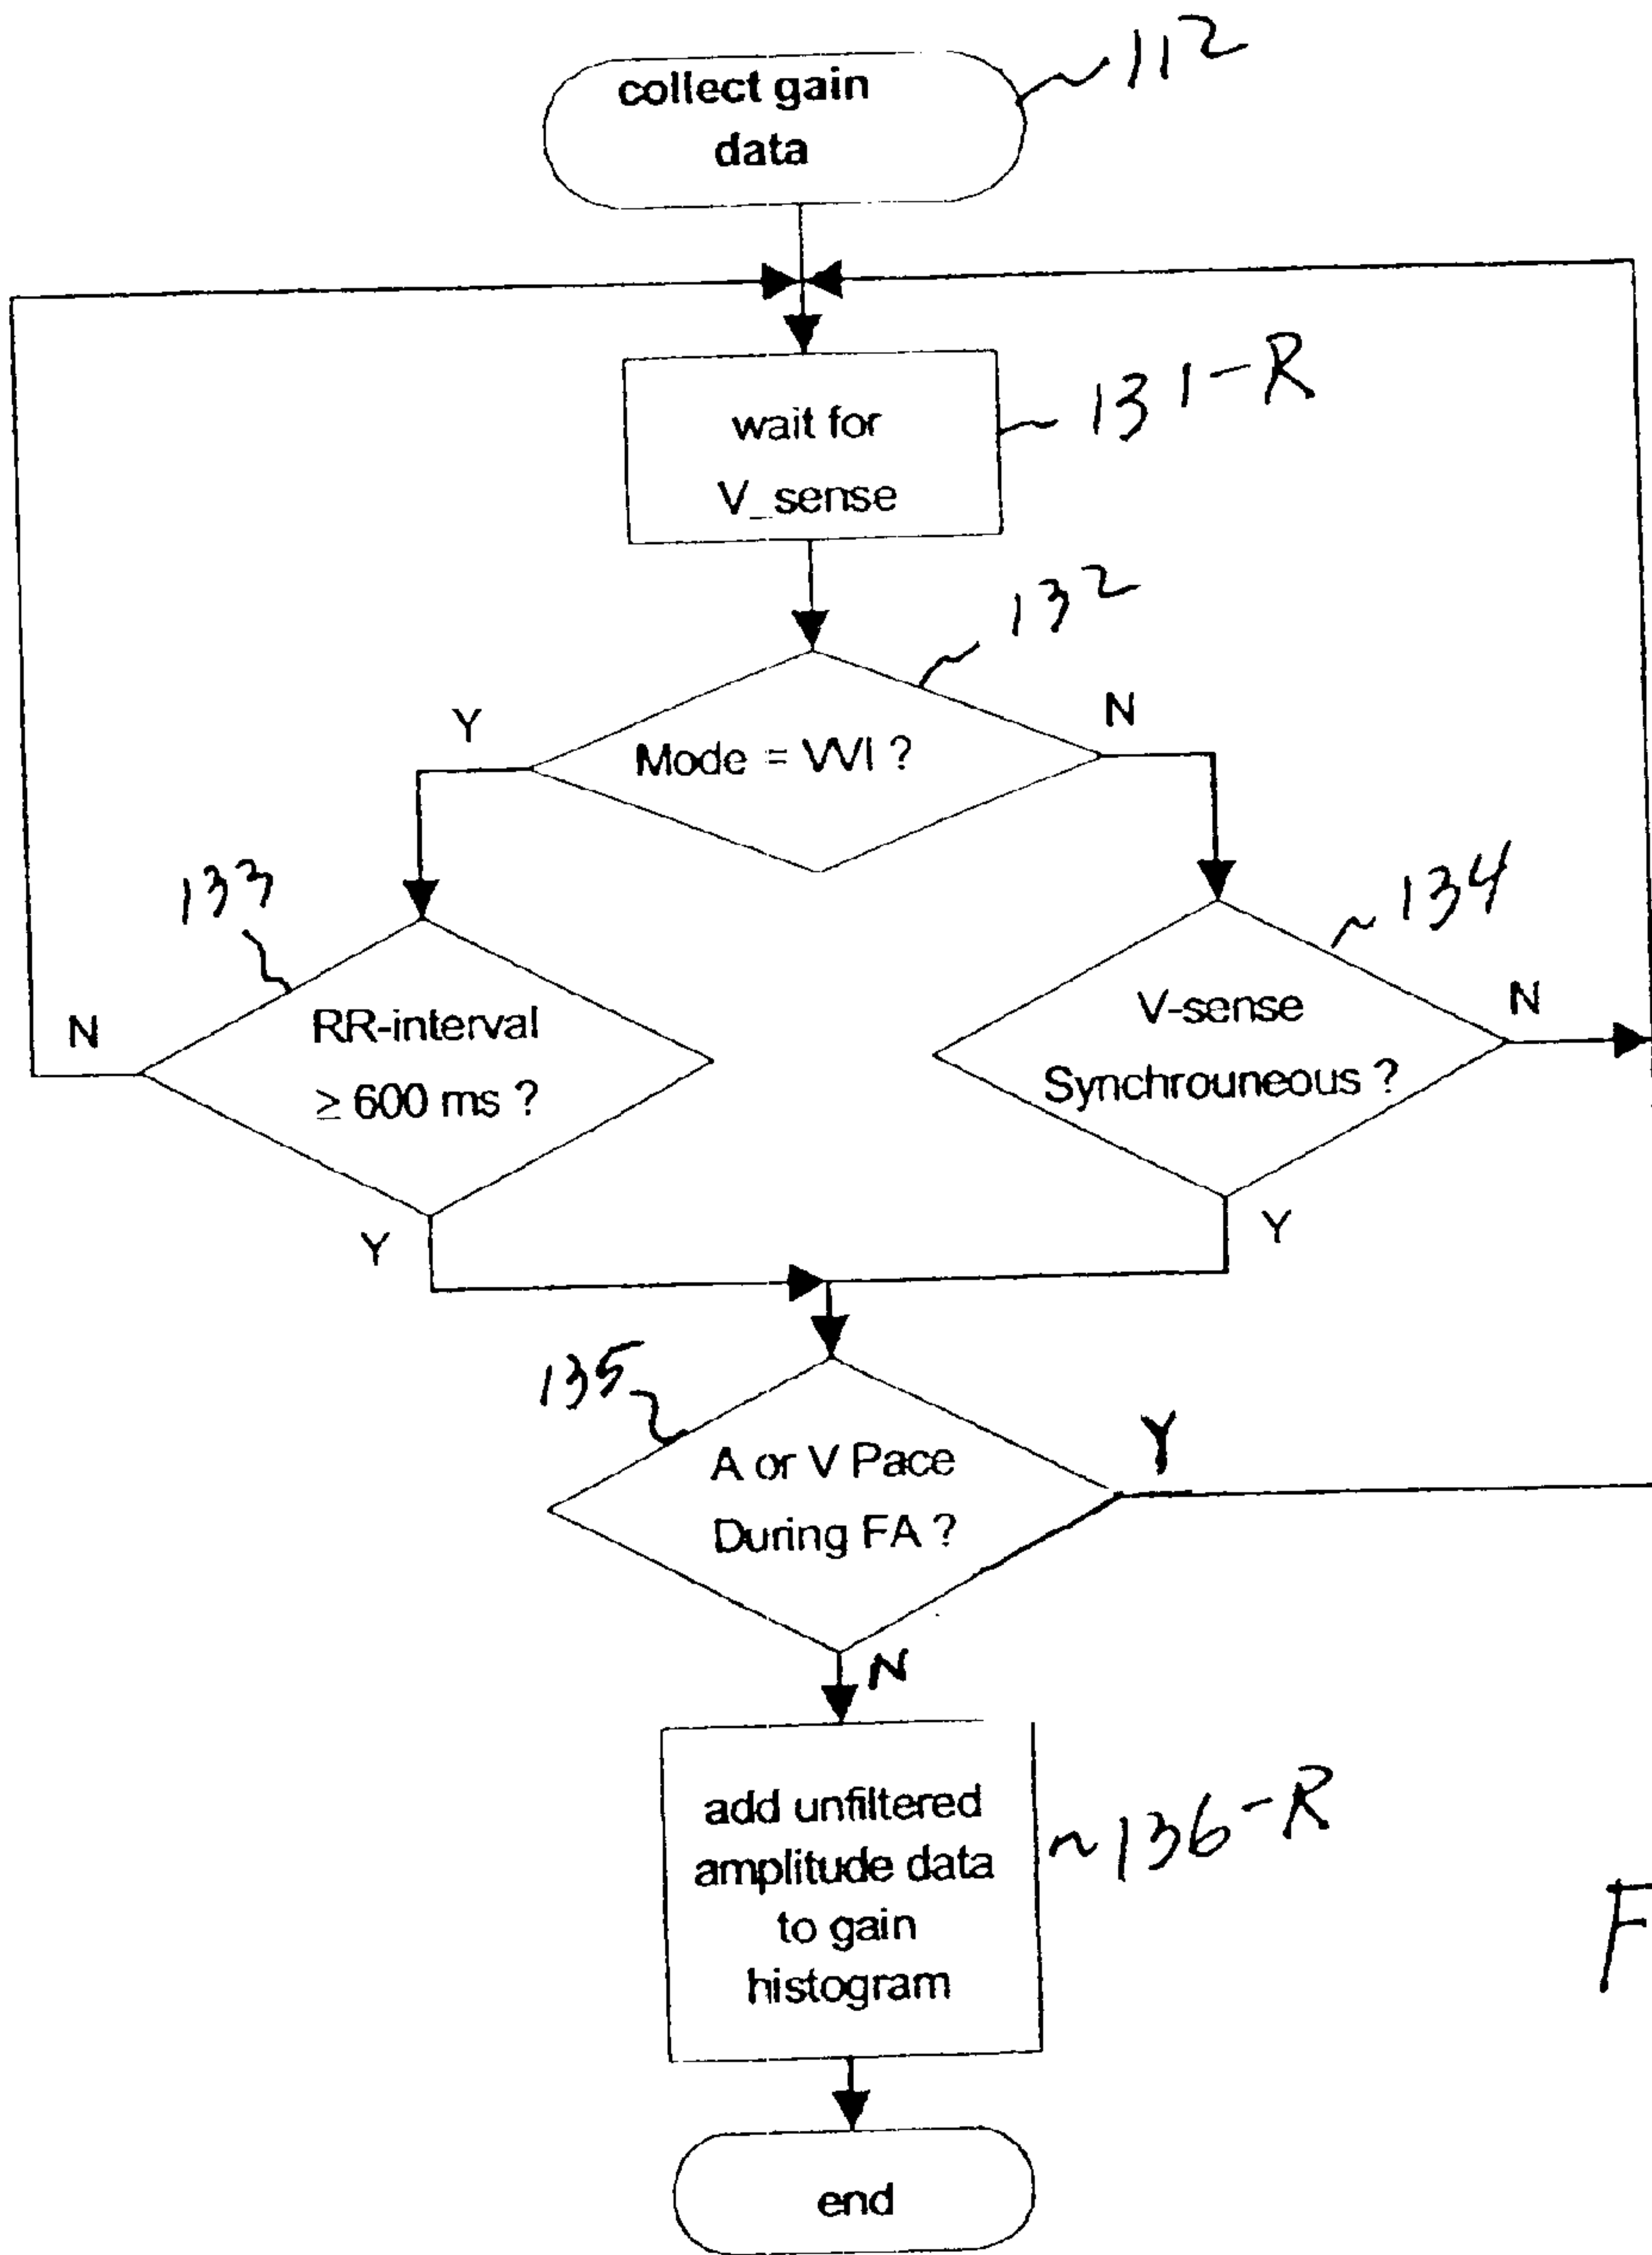 collect gain
data
~112
wait for
V_sense
~131-R
132
Y
N
Mode = VVI ?
133
~134
N
RR-interval
≥ 600 ms ?
V-sense
Synchrouneous ?
N
Y
Y
135
A or V Pace
During FA ?
Y
N
add unfiltered
amplitude data
to gain
histogram
~136-R
F
end